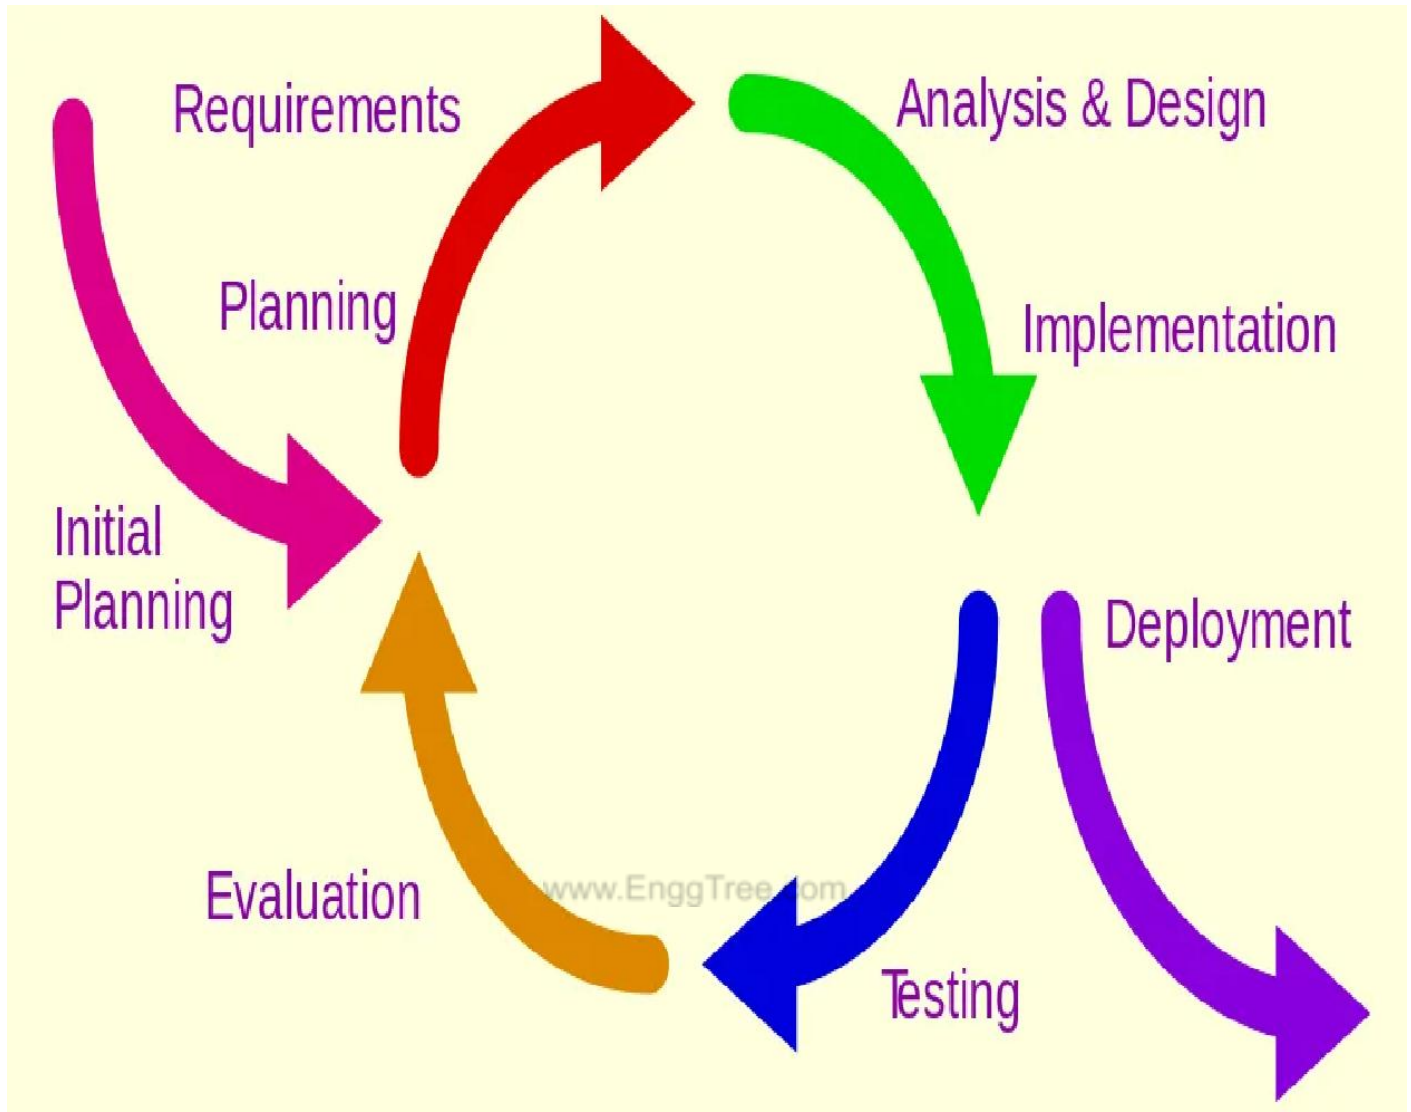 Requirements
Analysis & Design
Planning
Implementation
Initial
Planning
Deployment
Evaluation
www.EnggTree.com
Testing